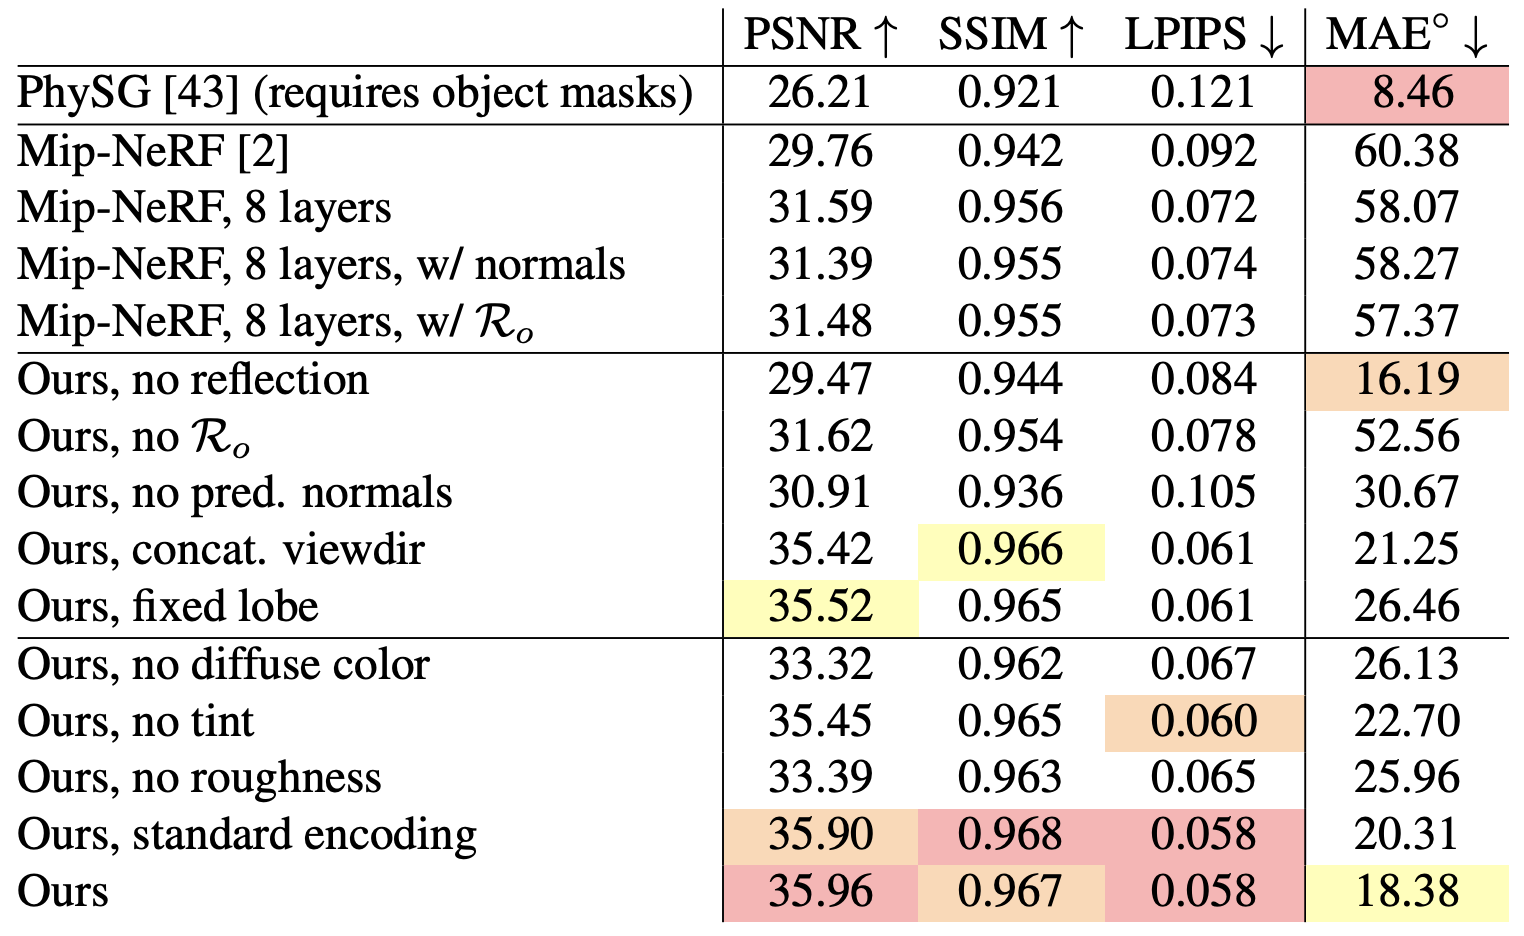 PSNR ↑ SSIM ↑ LPIPS ↓ MAE° ↓
PhySG [43] (requires object masks) 26.21 0.921 0.121 8.46
Mip-NeRF [2] 29.76 0.942 0.092 60.38
Mip-NeRF, 8 layers 31.59 0.956 0.072 58.07
Mip-NeRF, 8 layers, w/ normals 31.39 0.955 0.074 58.27
Mip-NeRF, 8 layers, w/ ℛₒ 31.48 0.955 0.073 57.37
Ours, no reflection 29.47 0.944 0.084 16.19
Ours, no ℛₒ 31.62 0.954 0.078 52.56
Ours, no pred. normals 30.91 0.936 0.105 30.67
Ours, concat. viewdir 35.42 0.966 0.061 21.25
Ours, fixed lobe 35.52 0.965 0.061 26.46
Ours, no diffuse color 33.32 0.962 0.067 26.13
Ours, no tint 35.45 0.965 0.060 22.70
Ours, no roughness 33.39 0.963 0.065 25.96
Ours, standard encoding 35.90 0.968 0.058 20.31
Ours 35.96 0.967 0.058 18.38